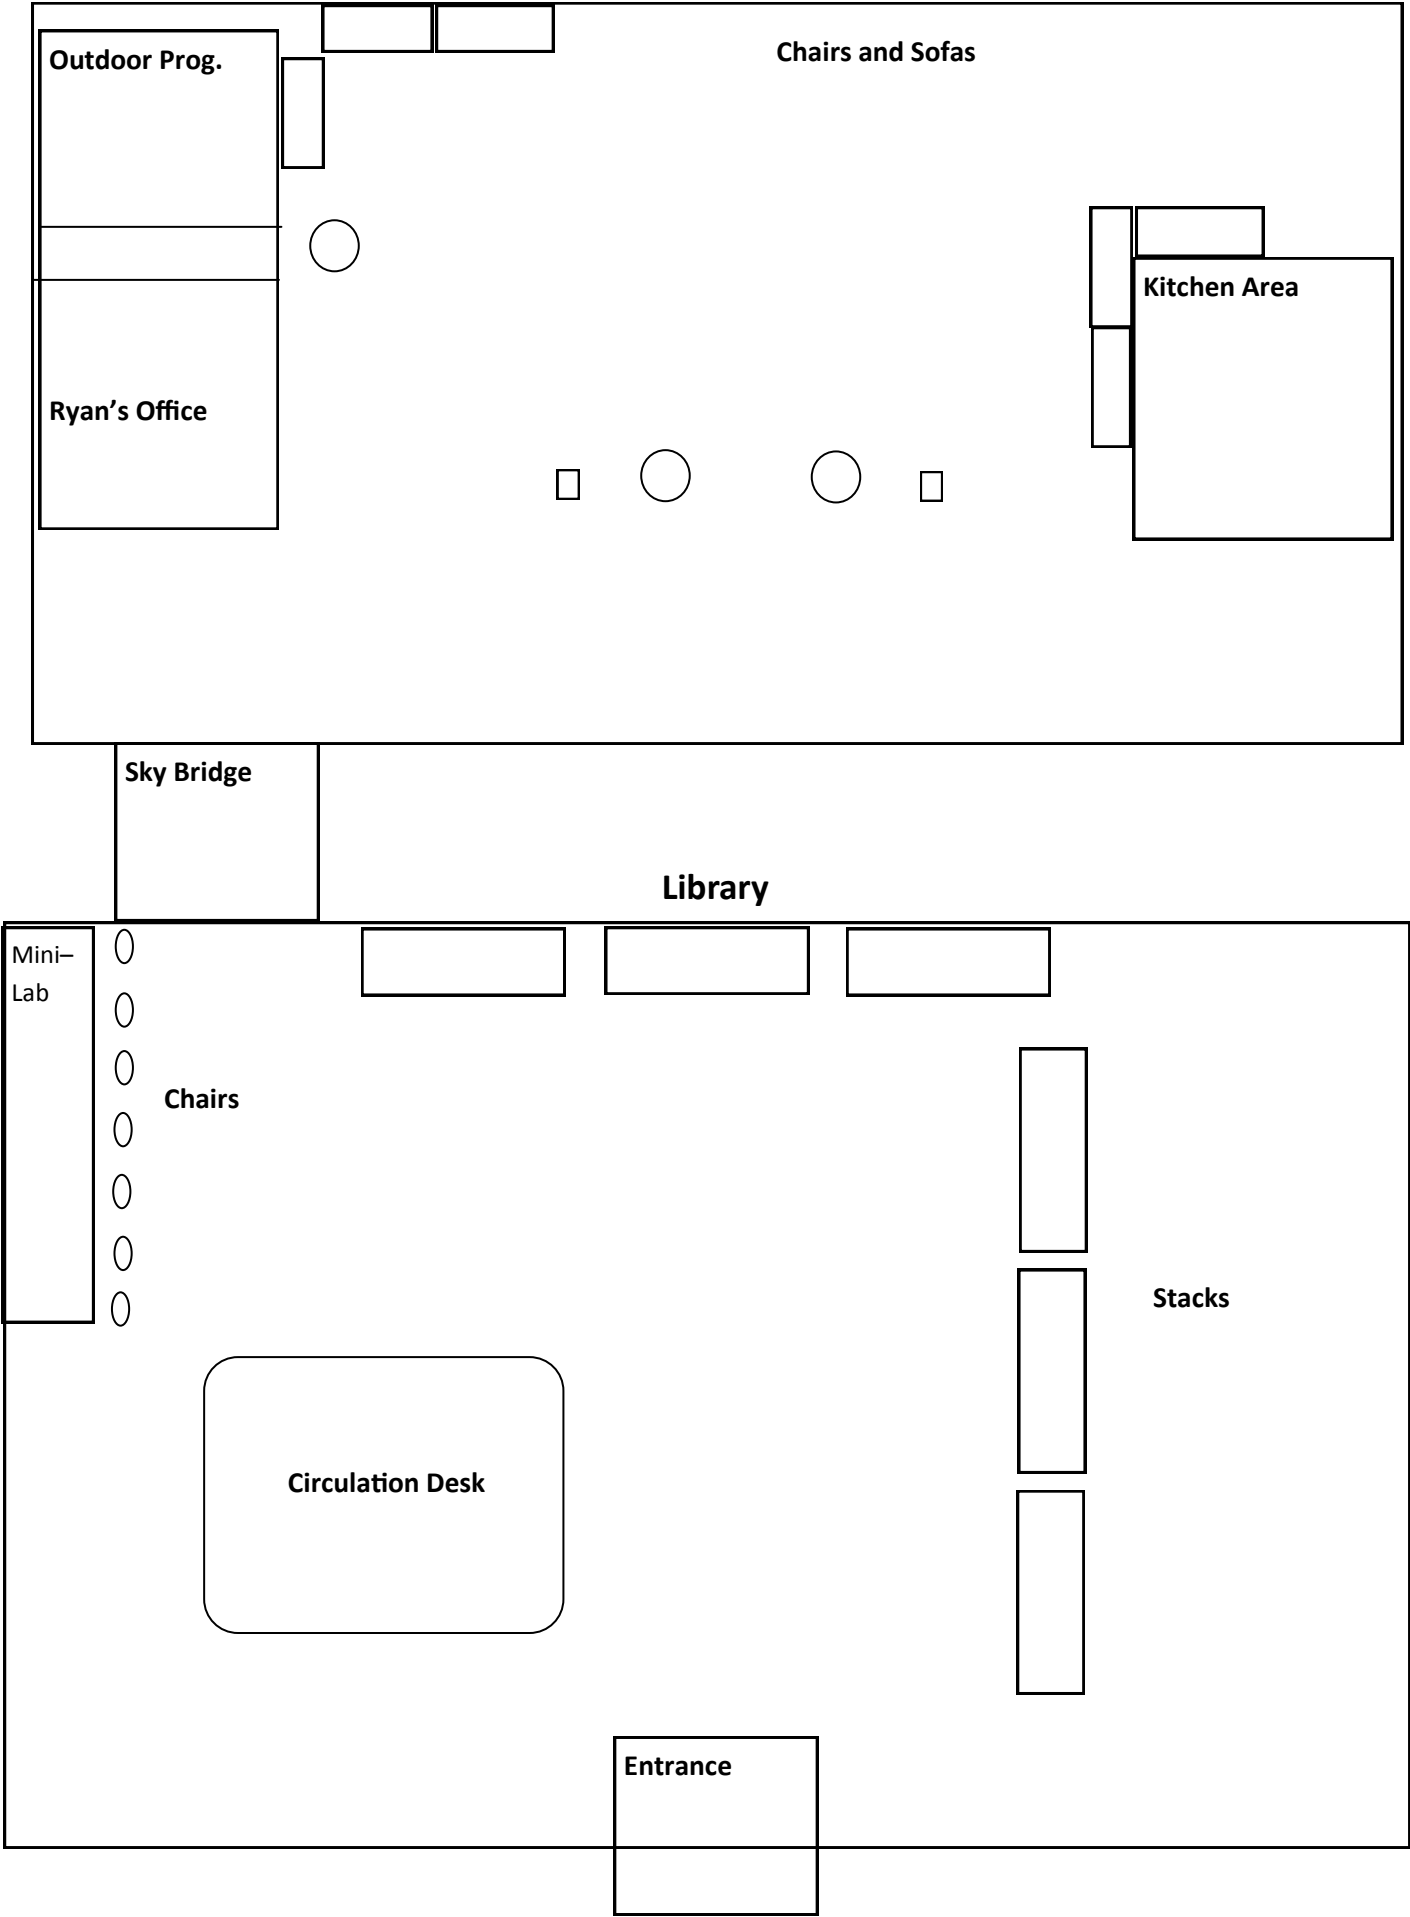 Outdoor Prog.
Chairs and Sofas
Kitchen Area
Ryan’s Office
Sky Bridge
Library
Mini–
Lab
Chairs
Stacks
Circulation Desk
Entrance